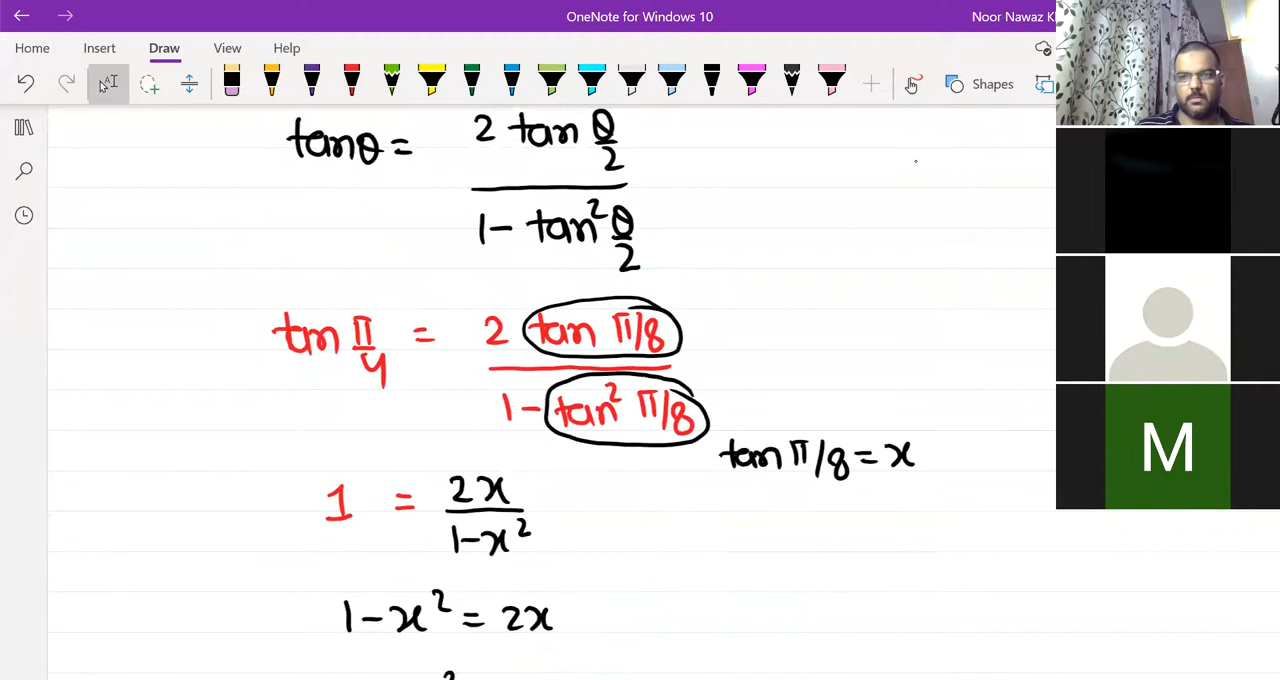 OneNote for Windows 10
Noor Nawaz K
Home Insert Draw View Help
Shapes
tanθ = 2 tan θ/2 / 1 - tan² θ/2
tan π/4 = 2 tan π/8 / 1 - tan² π/8
tan π/8 = x
1 = 2x / 1-x²
1-x² = 2x
M